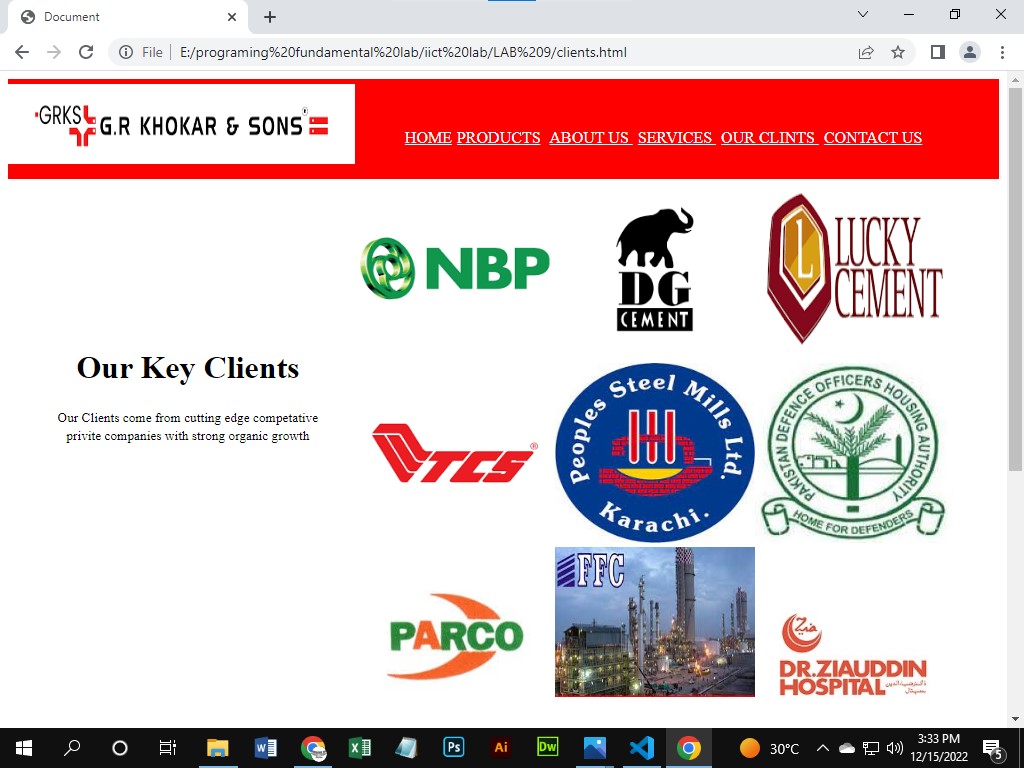 Document
File
E:/programing%20fundamental%20lab/iict%20lab/LAB%209/clients.html
GRKS G.R KHOKAR & SONS
HOME PRODUCTS ABOUT US SERVICES OUR CLINTS CONTACT US
NBP
DG
CEMENT
LUCKY
CEMENT
Our Key Clients
Our Clients come from cutting edge competative
privite companies with strong organic growth
TCS
Peoples Steel Mills Ltd.
Karachi.
PAKISTAN DEFENCE OFFICERS HOUSING AUTHORITY
HOME FOR DEFENDERS
PARCO
FFC
DR.ZIAUDDIN
HOSPITAL
Ps
Ai
Dw
30°C
3:33 PM
12/15/2022
5